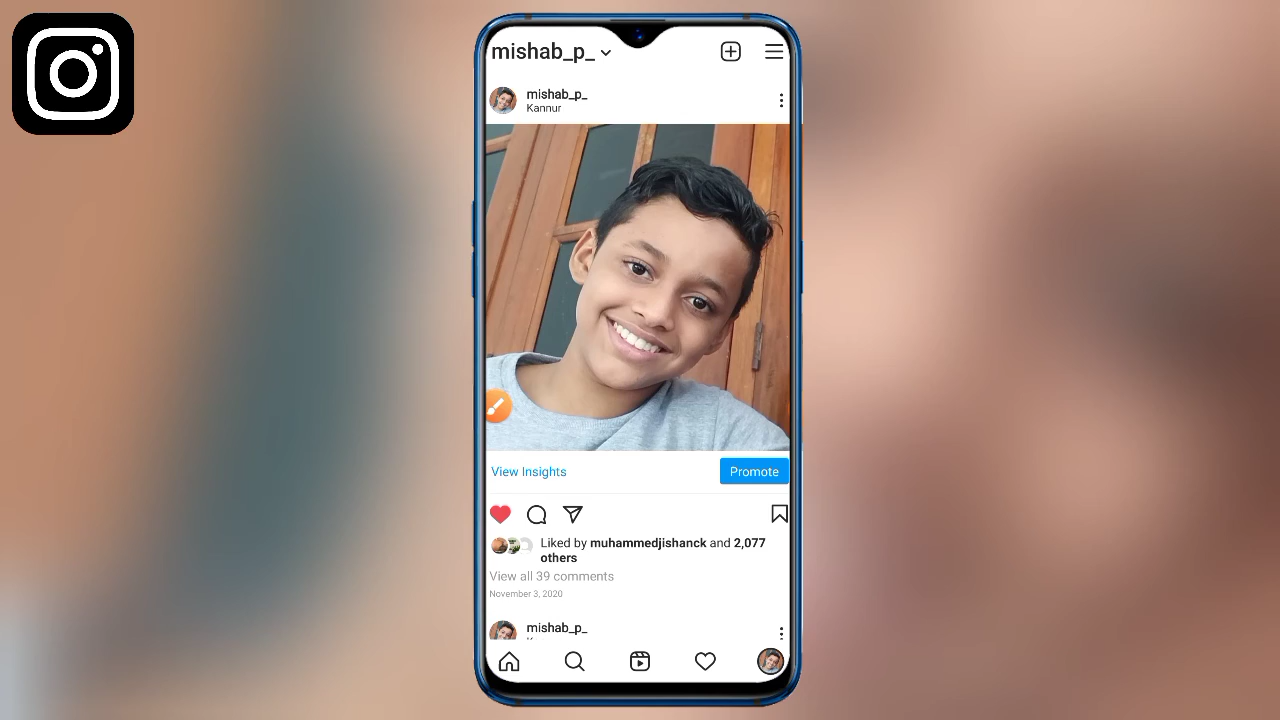 mishab_p_
mishab_p_
Kannur
View Insights
Promote
Liked by muhammedjishanck and 2,077
others
View all 39 comments
November 3, 2020
mishab_p_